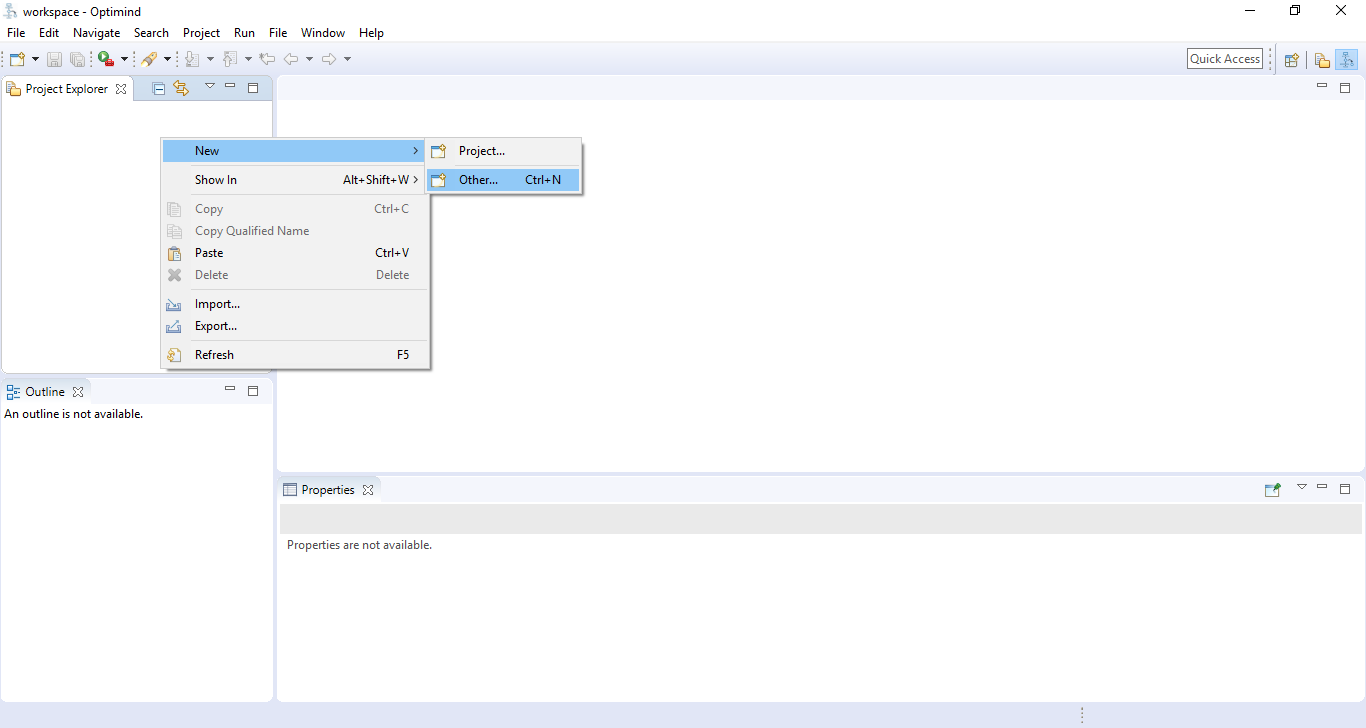 workspace - Optimind
File Edit Navigate Search Project Run File Window Help
Quick Access
Project Explorer
New
Project...
Show In Alt+Shift+W
Other... Ctrl+N
Copy Ctrl+C
Copy Qualified Name
Paste Ctrl+V
Delete Delete
Import...
Export...
Refresh F5
Outline
An outline is not available.
Properties
Properties are not available.